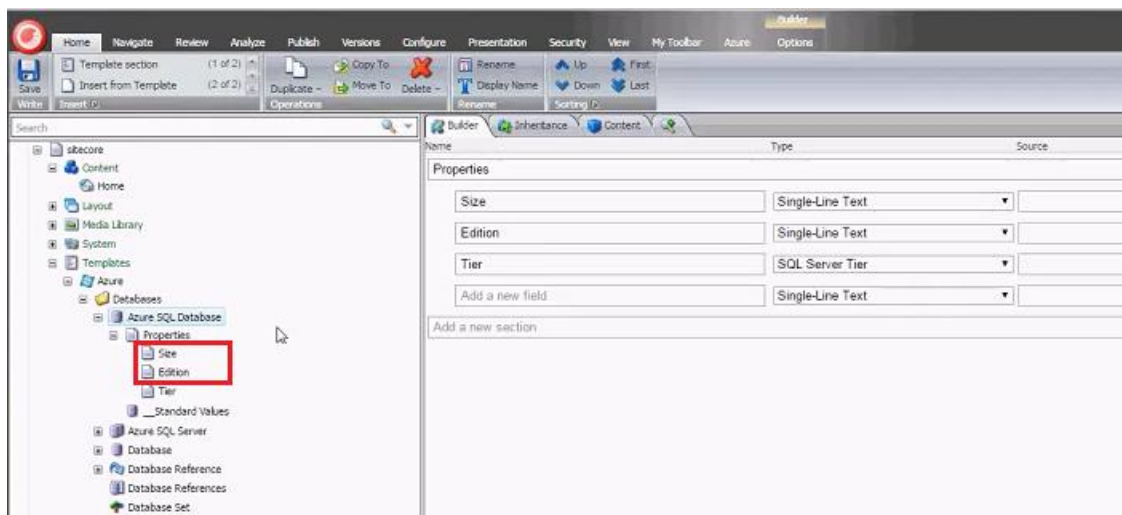 Builder
Home Navigate Review Analyze Publish Versions Configure Presentation Security View My Toolbar Azure Options
Template section (1 of 2) Copy To Rename Up First
Save Insert from Template (2 of 2) Duplicate Move To Delete Display Name Down Last
Write Insert Operations Rename Sorting
Search
Builder Inheritance Content
Name Type Source
sitecore
Content
Home
Layout
Media Library
System
Templates
Azure
Databases
Azure SQL Database
Properties
Size
Edition
Tier
__Standard Values
Azure SQL Server
Database
Database Reference
Database References
Database Set
Properties
Size Single-Line Text
Edition Single-Line Text
Tier SQL Server Tier
Add a new field Single-Line Text
Add a new section